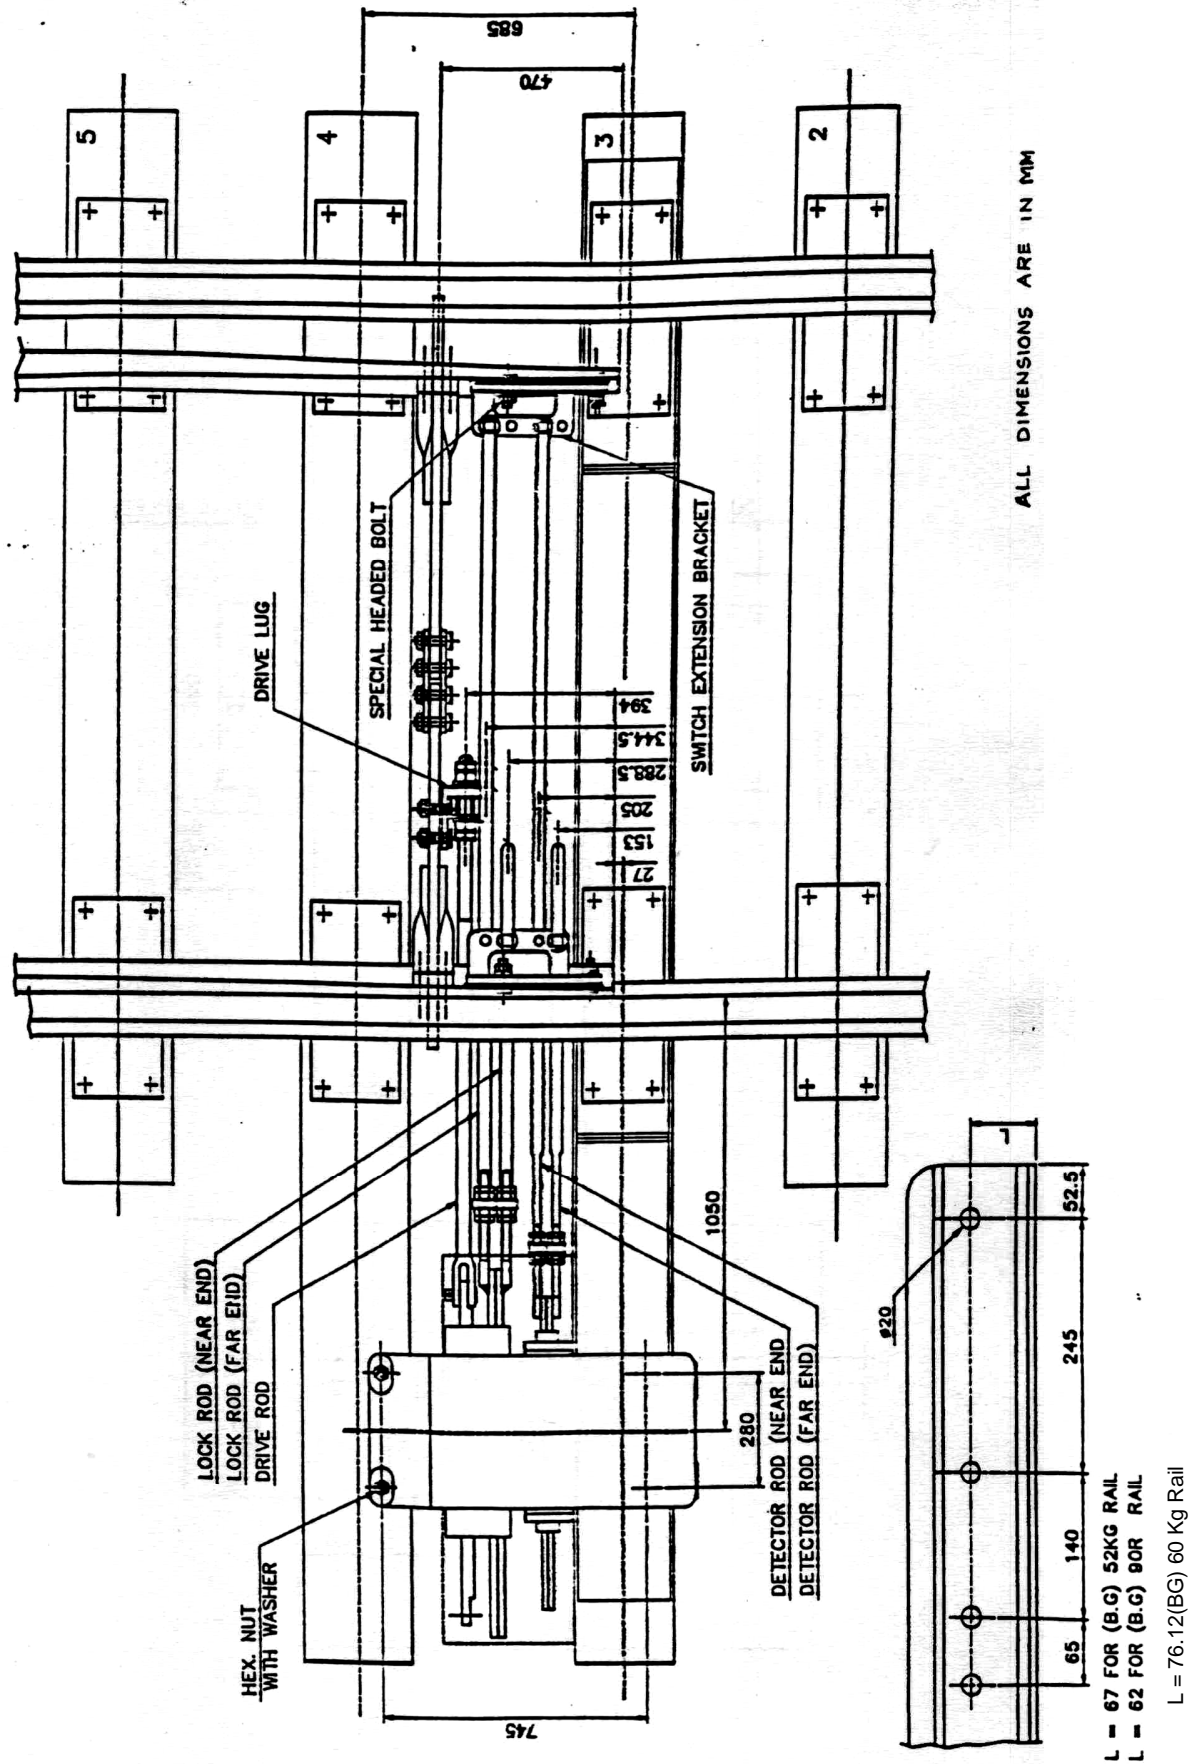 685
470
5
4
3
2
ALL DIMENSIONS ARE IN MM
SPECIAL HEADED BOLT
DRIVE LUG
SWITCH EXTENSION BRACKET
394
344.5
288.5
205
153
27
LOCK ROD (NEAR END)
LOCK ROD (FAR END)
DRIVE ROD
1050
280
HEX. NUT
WITH WASHER
DETECTOR ROD (NEAR END
DETECTOR ROD (FAR END)
745
L
52.5
ø20
245
140
65
L = 67 FOR (B.G) 52KG RAIL
L = 62 FOR (B.G) 90R RAIL
L = 76.12(BG) 60 Kg Rail